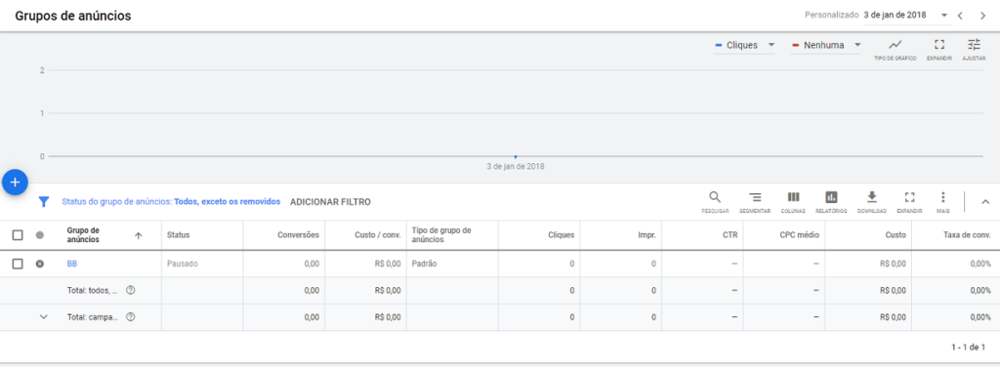 Grupos de anúncios
Personalizado 3 de jan de 2018
Cliques Nenhuma
TIPO DE GRÁFICO EXPANDIR AJUSTAR
2
1
0
3 de jan de 2018
Status do grupo de anúncios: Todos, exceto os removidos ADICIONAR FILTRO
PESQUISAR SEGMENTAR COLUNAS RELATÓRIOS DOWNLOAD EXPANDIR MAIS
Grupo de anúncios Status Conversões Custo / conv. Tipo de grupo de anúncios Cliques Impr. CTR CPC médio Custo Taxa de conv.
BB Pausado 0,00 R$ 0,00 Padrão 0 0 – – R$ 0,00 0,00%
Total: todos, ... 0,00 R$ 0,00 0 0 – – R$ 0,00 0,00%
Total: campa... 0,00 R$ 0,00 0 0 – – R$ 0,00 0,00%
1 - 1 de 1